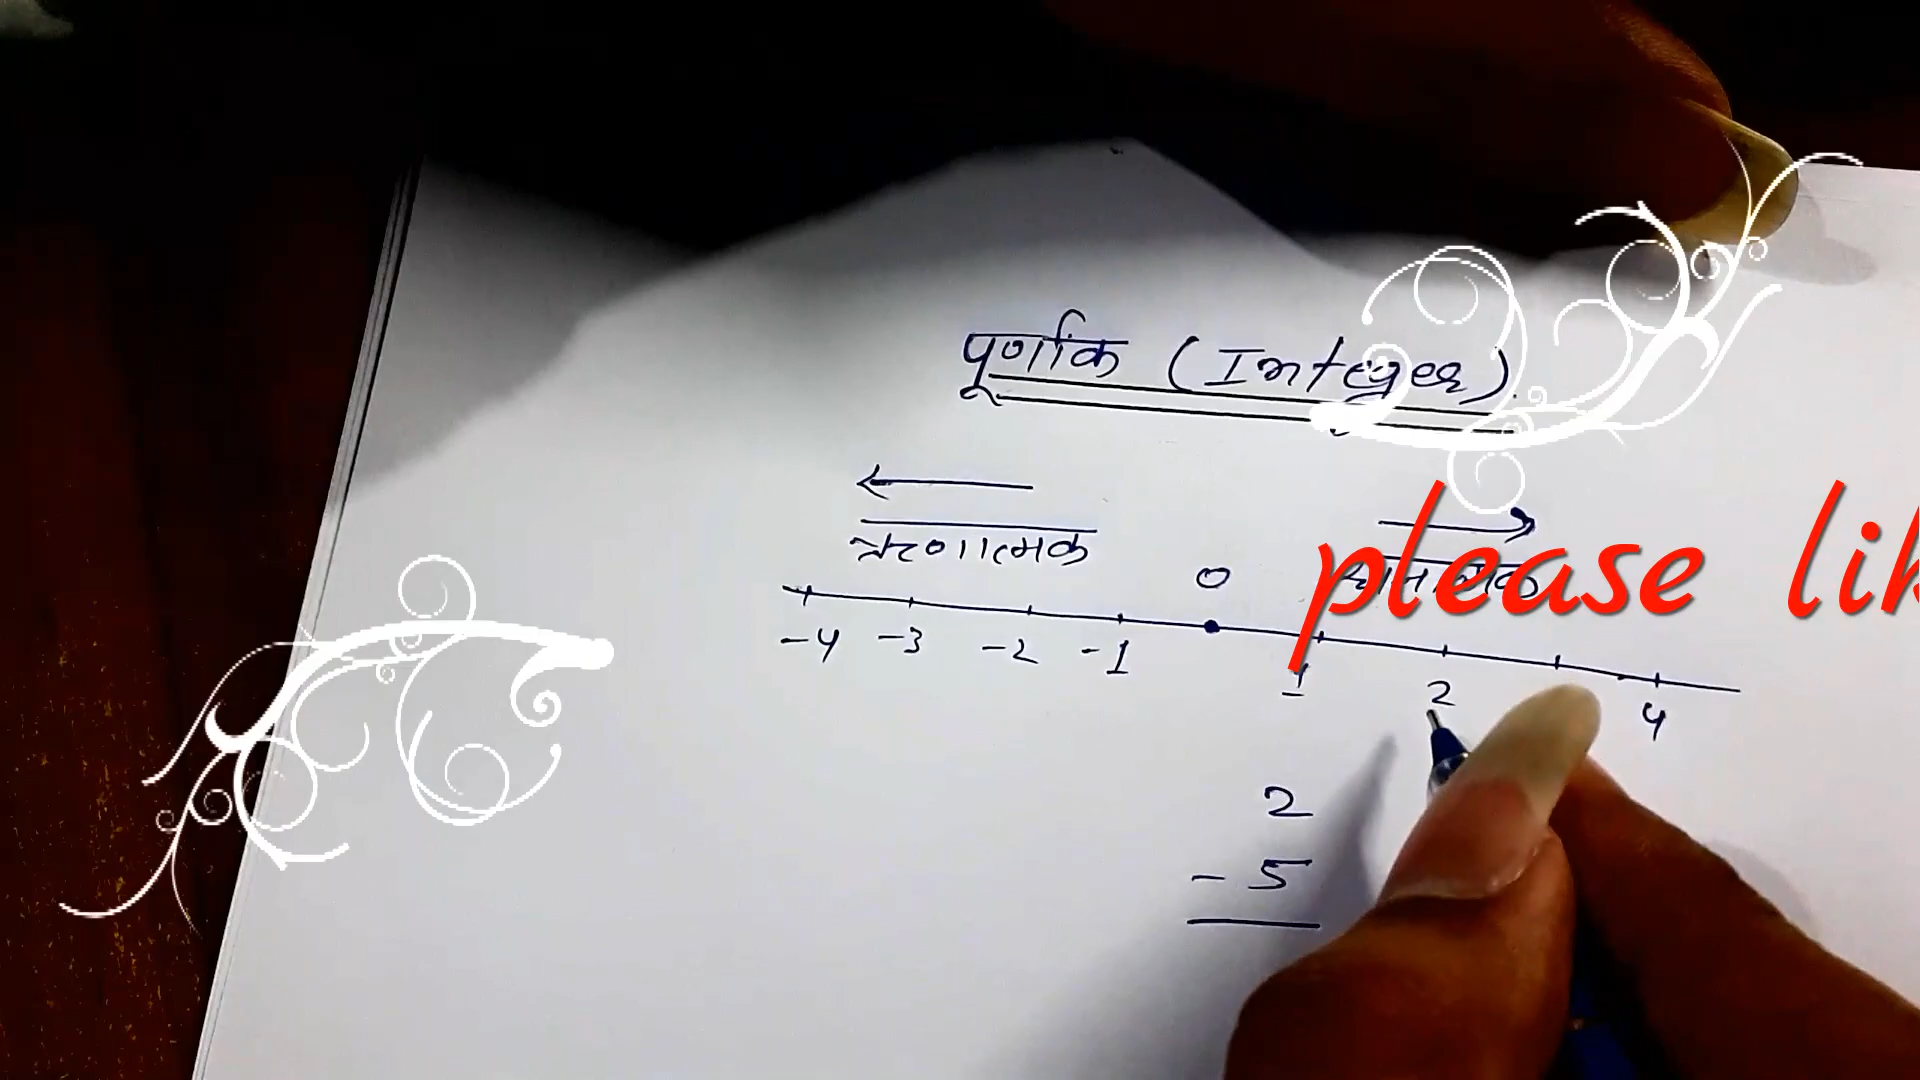 पूर्णांक (Integer)
ऋणात्मक
0
-4 -3 -2 -1 1 2 4
please lik
2
- 5